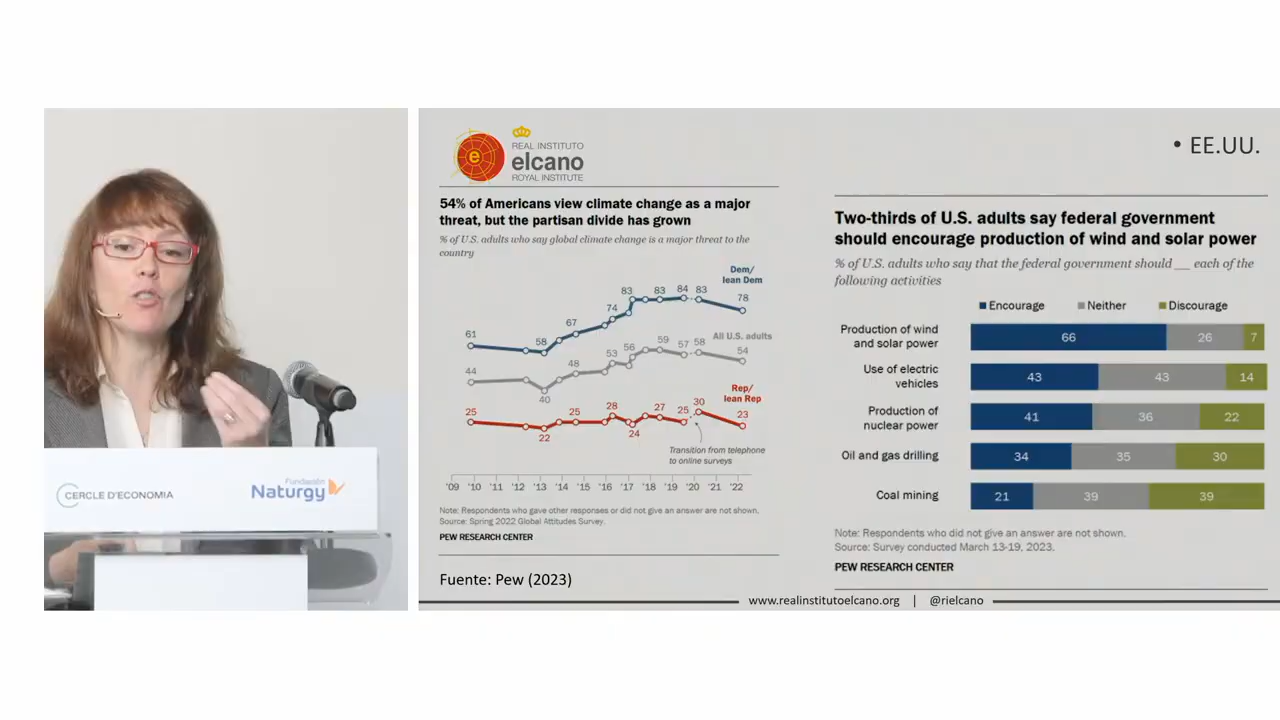 CERCLE D'ECONOMIA
Fundación
Naturgy
REAL INSTITUTO
elcano
ROYAL INSTITUTE
• EE.UU.
54% of Americans view climate change as a major
threat, but the partisan divide has grown
% of U.S. adults who say global climate change is a major threat to the
country
Dem/
lean Dem
61
58
67
74
83
83
84
83
78
All U.S. adults
44
40
48
53
56
59
57
58
54
Rep/
lean Rep
25
22
25
28
24
27
25
30
23
Transition from telephone
to online surveys
'09 '10 '11 '12 '13 '14 '15 '16 '17 '18 '19 '20 '21 '22
Note: Respondents who gave other responses or did not give an answer are not shown.
Source: Spring 2022 Global Attitudes Survey.
PEW RESEARCH CENTER
Fuente: Pew (2023)
Two-thirds of U.S. adults say federal government
should encourage production of wind and solar power
% of U.S. adults who say that the federal government should __ each of the
following activities
Encourage Neither Discourage
Production of wind
and solar power
66 26 7
Use of electric
vehicles
43 43 14
Production of
nuclear power
41 36 22
Oil and gas drilling 34 35 30
Coal mining 21 39 39
Note: Respondents who did not give an answer are not shown.
Source: Survey conducted March 13-19, 2023.
PEW RESEARCH CENTER
www.realinstitutoelcano.org | @rielcano